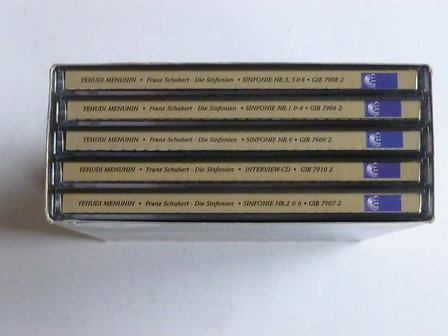 YEHUDI MENUHIN • Franz Schubert - Die Sinfonien • SINFONIE NR.3, 5 & 8 • GIB 7908 2
YEHUDI MENUHIN • Franz Schubert - Die Sinfonien • SINFONIE NR.1 & 4 • GIB 7906 2
YEHUDI MENUHIN • Franz Schubert - Die Sinfonien • SINFONIE NR.9 • GIB 7909 2
YEHUDI MENUHIN • Franz Schubert - Die Sinfonien • INTERVIEW-CD • GIB 7910 2
YEHUDI MENUHIN • Franz Schubert - Die Sinfonien • SINFONIE NR.2 & 6 • GIB 7907 2